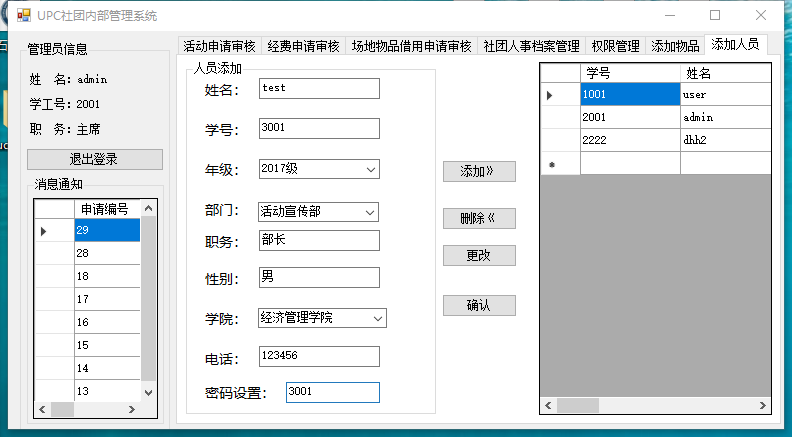 UPC社团内部管理系统
管理员信息
姓 名: admin
学工号: 2001
职 务: 主席
退出登录
消息通知
申请编号
29
28
18
17
16
15
14
13
活动申请审核 经费申请审核 场地物品借用申请审核 社团人事档案管理 权限管理 添加物品 添加人员
人员添加
姓名: test
学号: 3001
年级: 2017级
部门: 活动宣传部
职务: 部长
性别: 男
学院: 经济管理学院
电话: 123456
密码设置: 3001
添加》
删除《
更改
确认
学号 姓名
1001 user
2001 admin
2222 dhh2